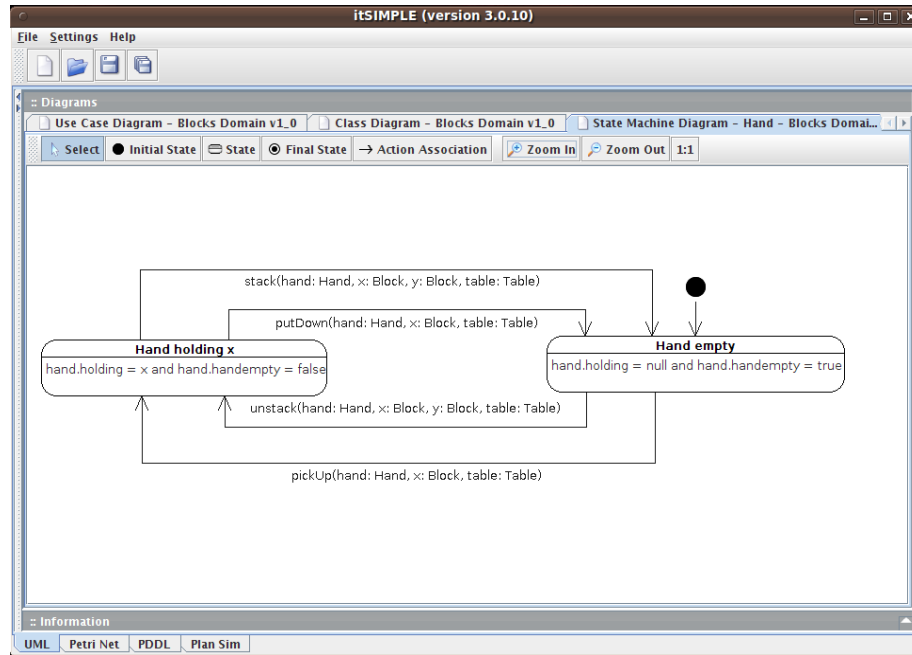 itSIMPLE (version 3.0.10)
File Settings Help
:: Diagrams
Use Case Diagram - Blocks Domain v1_0 Class Diagram - Blocks Domain v1_0 State Machine Diagram - Hand - Blocks Domai...
Select Initial State State Final State Action Association Zoom In Zoom Out 1:1
stack(hand: Hand, x: Block, y: Block, table: Table)
putDown(hand: Hand, x: Block, table: Table)
Hand holding x
hand.holding = x and hand.handempty = false
Hand empty
hand.holding = null and hand.handempty = true
unstack(hand: Hand, x: Block, y: Block, table: Table)
pickUp(hand: Hand, x: Block, table: Table)
:: Information
UML Petri Net PDDL Plan Sim